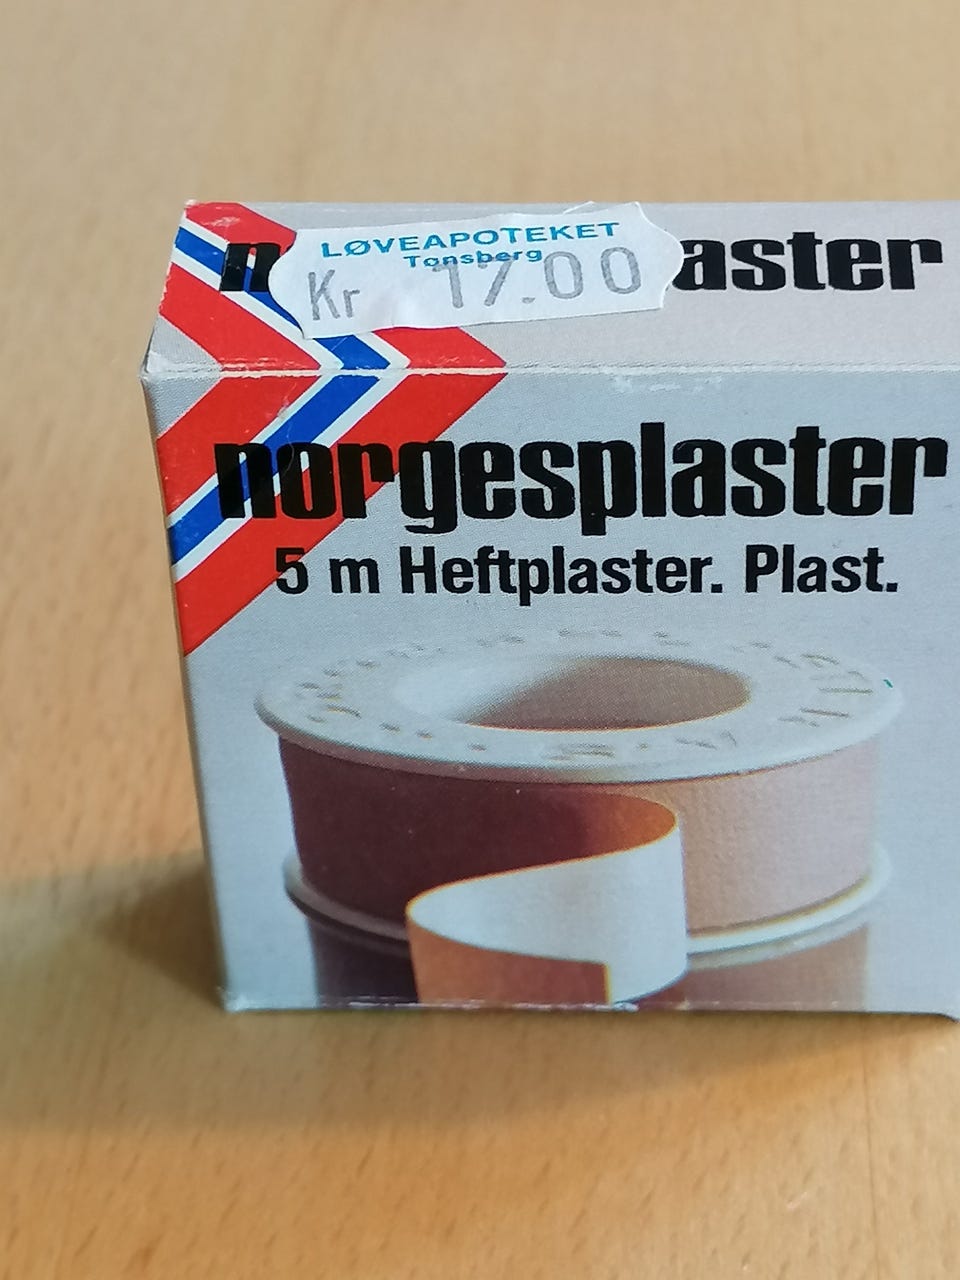 LØVEAPOTEKET
Tønsberg
Kr 17.00
aster
norgesplaster
5 m Heftplaster. Plast.